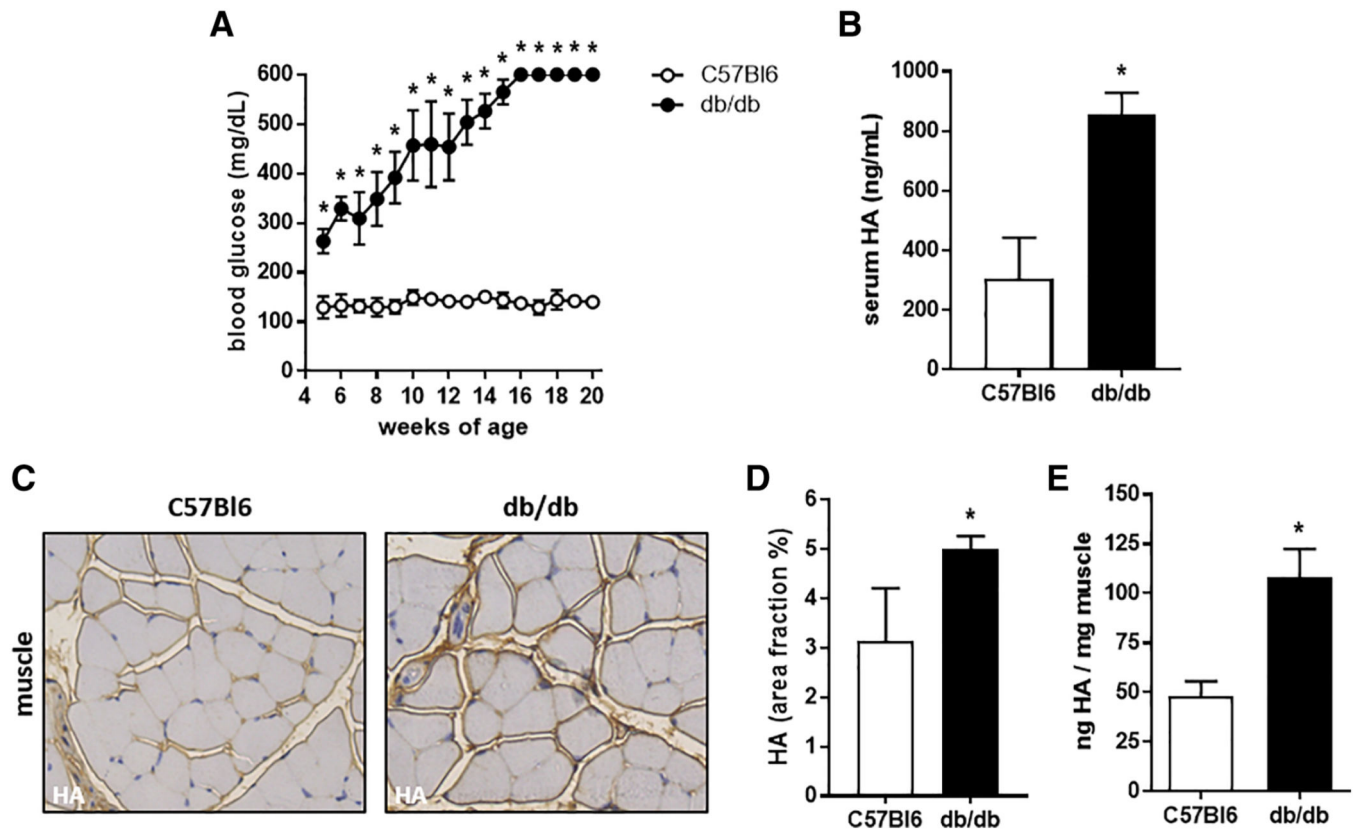 A
* * * * * * * * * * * * * * * *
600
500
400
300
200
100
0
4 6 8 10 12 14 16 18 20
blood glucose (mg/dL)
weeks of age
C57Bl6
db/db
B
*
1000
800
600
400
200
0
serum HA (ng/mL)
C57Bl6 db/db
C
C57Bl6 db/db
muscle
HA HA
D
*
6
5
4
3
2
1
0
HA (area fraction %)
C57Bl6 db/db
E
*
150
125
100
75
50
25
0
ng HA / mg muscle
C57Bl6 db/db